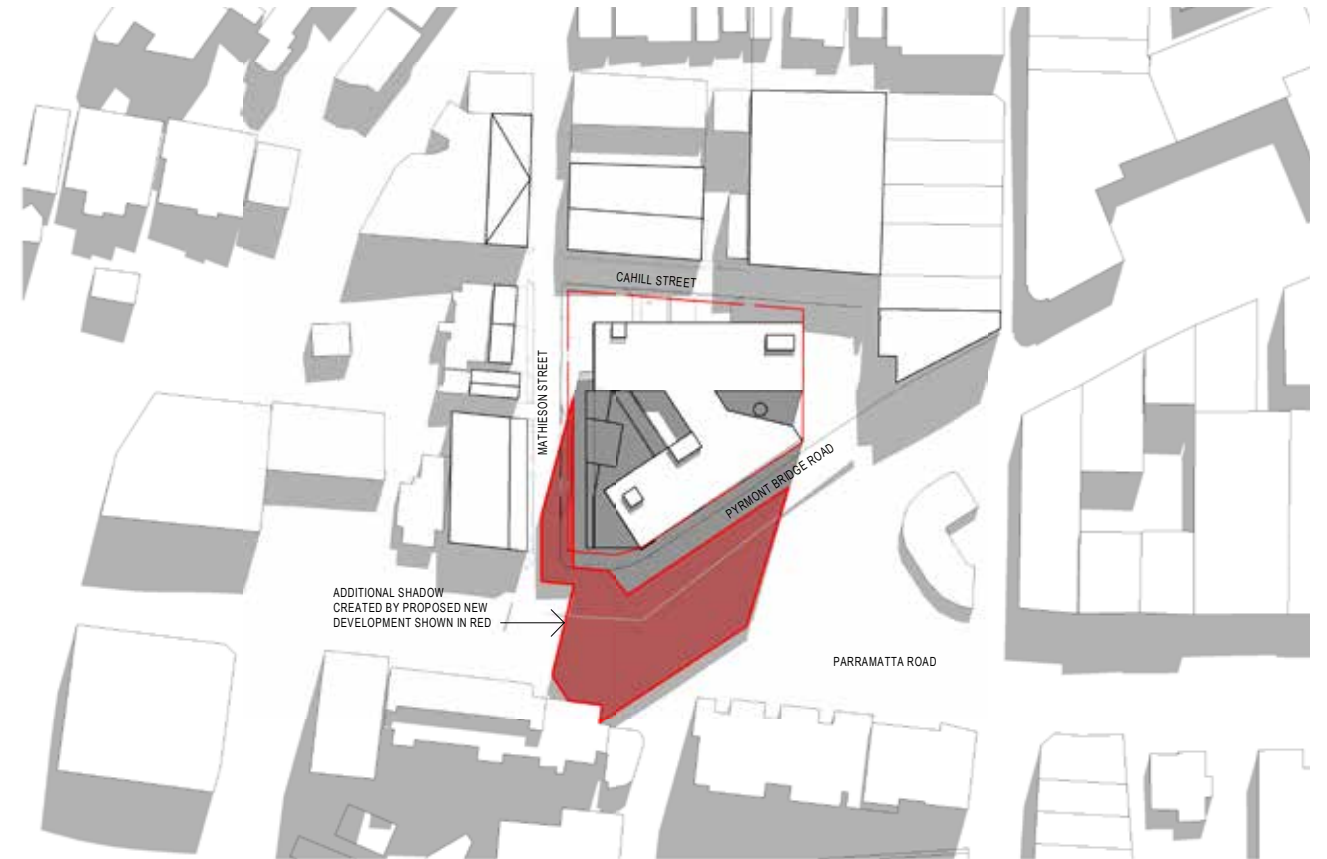 CAHILL STREET
MATHIESON STREET
PYRMONT BRIDGE ROAD
ADDITIONAL SHADOW
CREATED BY PROPOSED NEW
DEVELOPMENT SHOWN IN RED
PARRAMATTA ROAD